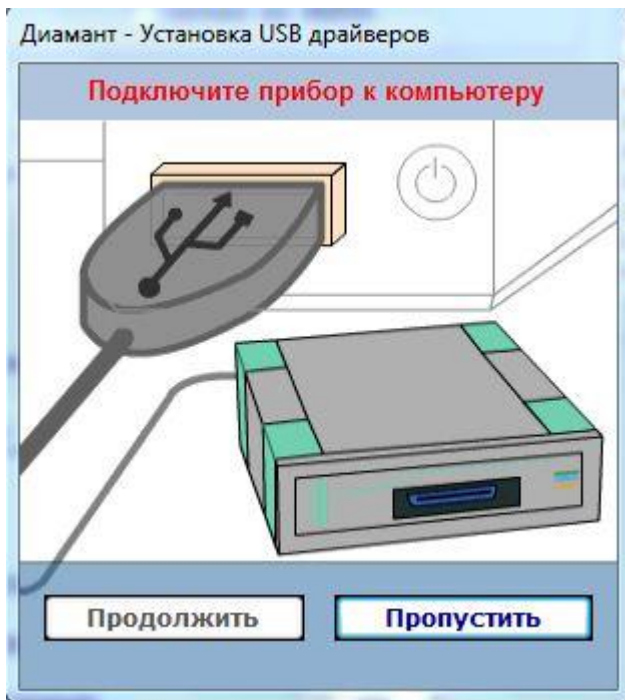 Диамант - Установка USB драйверов
Подключите прибор к компьютеру
Продолжить
Пропустить